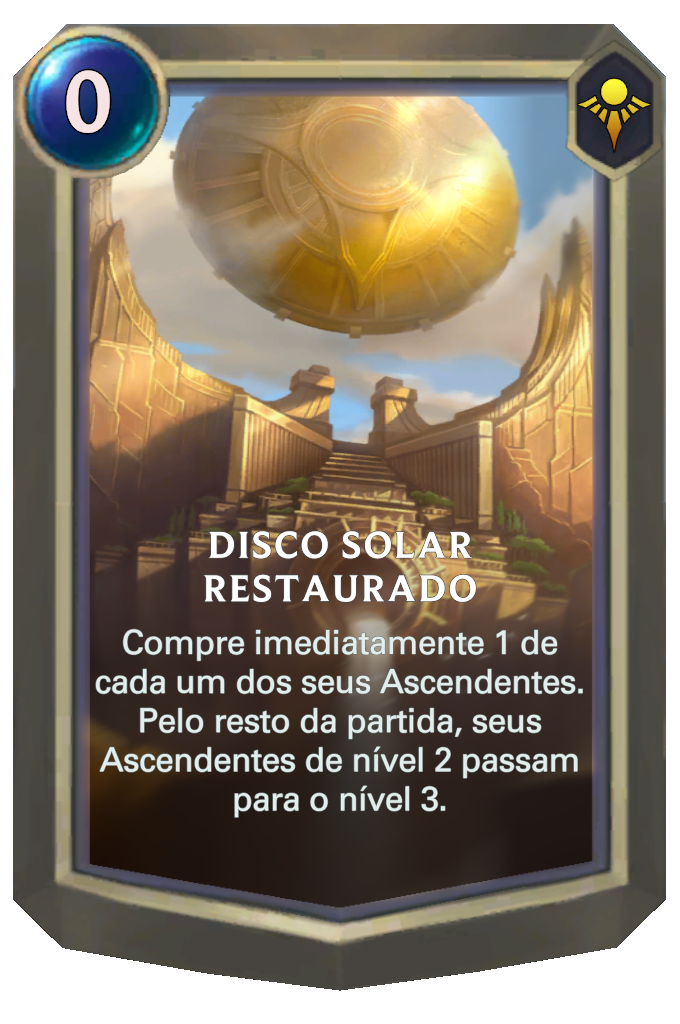 0
DISCO SOLAR
RESTAURADO
Compre imediatamente 1 de
cada um dos seus Ascendentes.
Pelo resto da partida, seus
Ascendentes de nível 2 passam
para o nível 3.